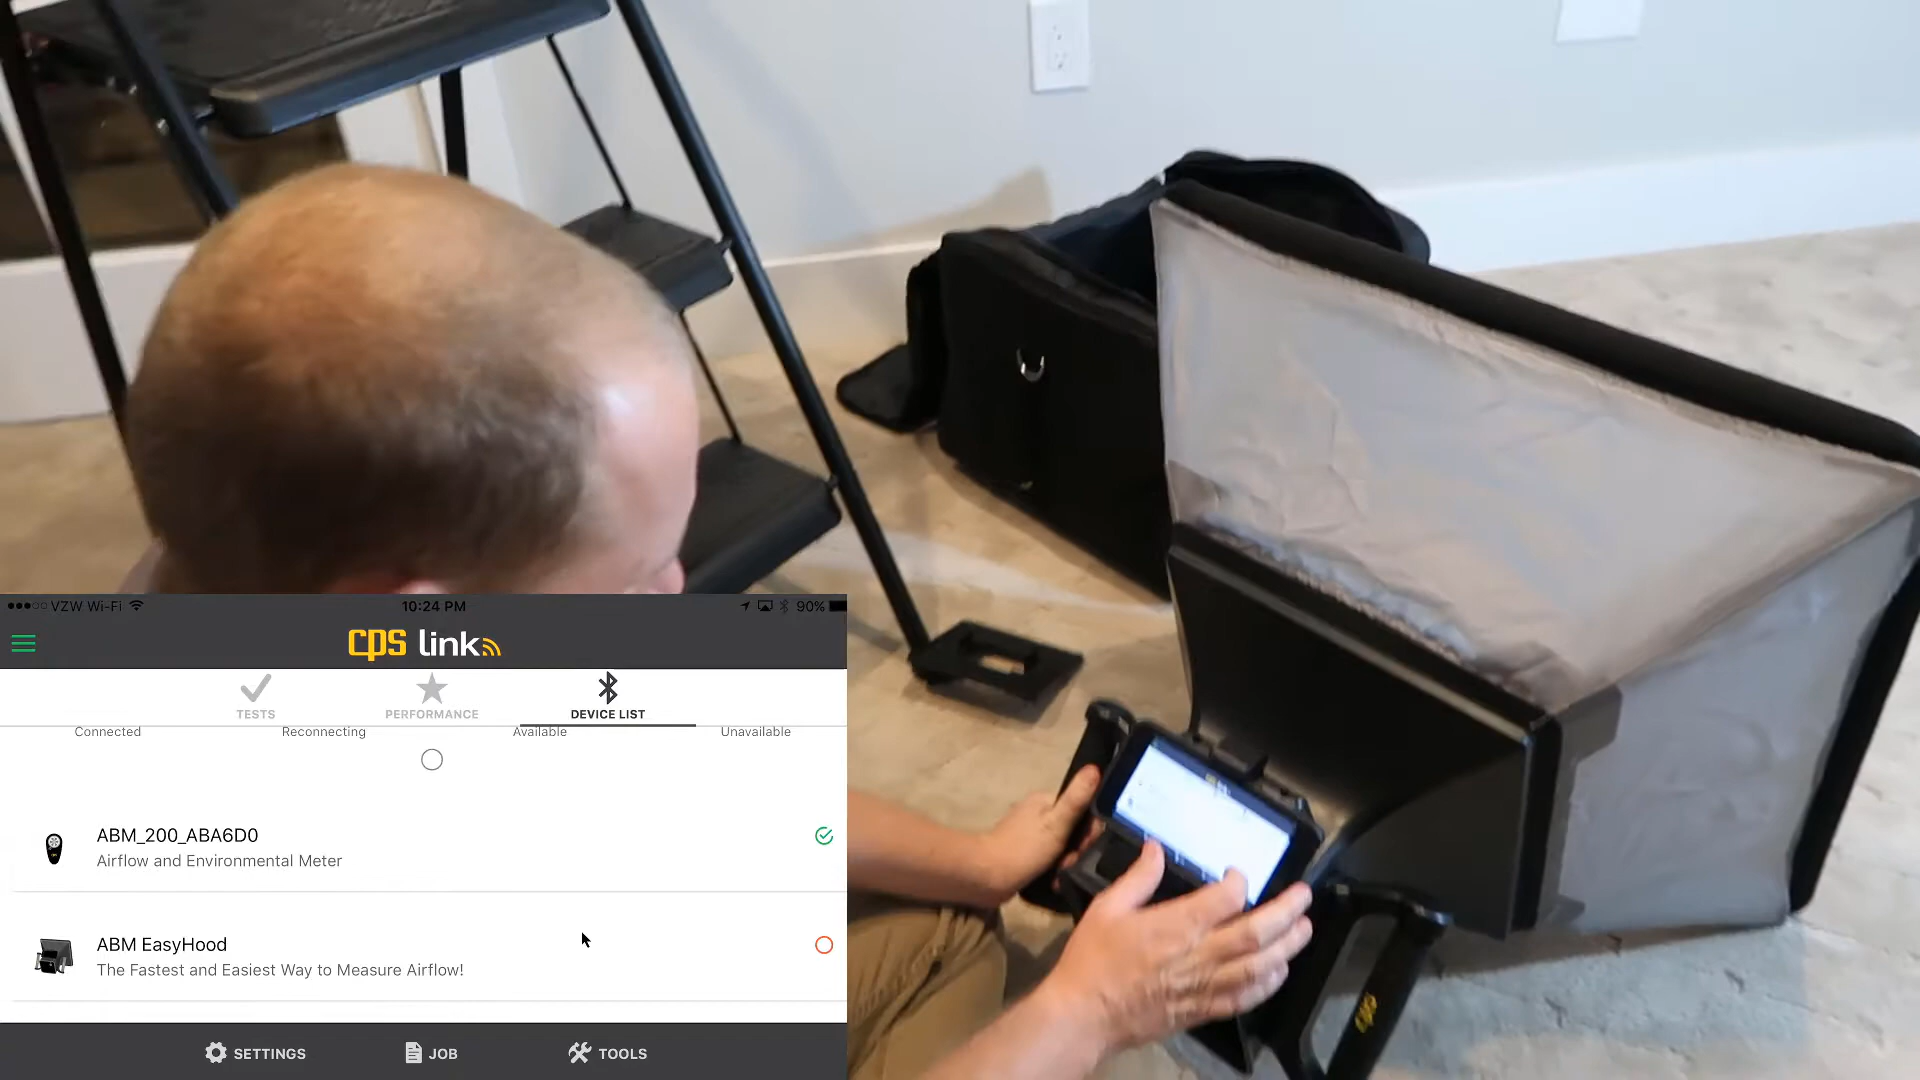 VZW Wi-Fi 10:24 PM 90%
cps link
TESTS PERFORMANCE DEVICE LIST
Connected Reconnecting Available Unavailable
ABM_200_ABA6D0
Airflow and Environmental Meter
ABM EasyHood
The Fastest and Easiest Way to Measure Airflow!
SETTINGS JOB TOOLS